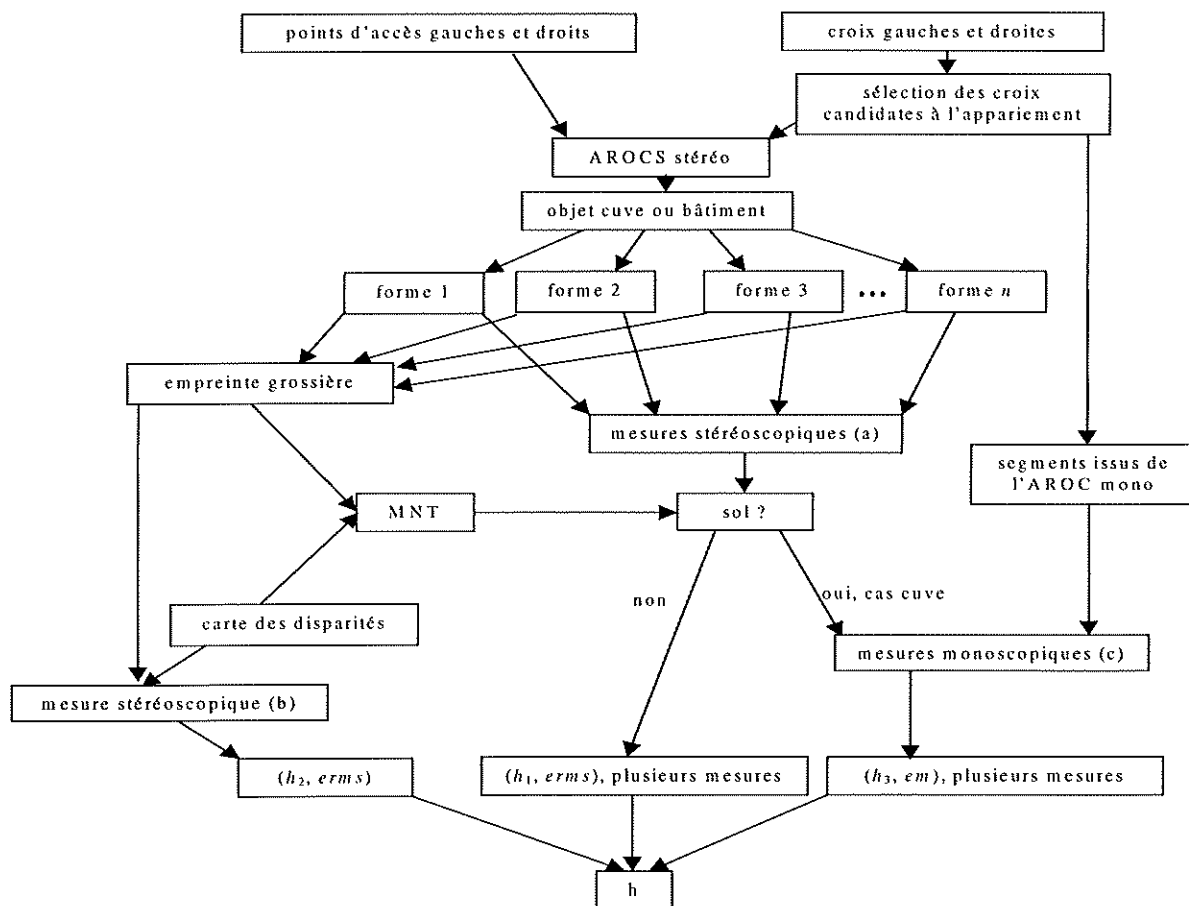 points d'accès gauches et droits
croix gauches et droites
sélection des croix
candidates à l'appariement
AROCS stéréo
objet cuve ou bâtiment
forme 1
forme 2
forme 3
•••
forme n
empreinte grossière
mesures stéréoscopiques (a)
segments issus de
l'AROC mono
MNT
sol ?
non
oui, cas cuve
carte des disparités
mesures monoscopiques (c)
mesure stéréoscopique (b)
(h₂, erms)
(h₁, erms), plusieurs mesures
(h₃, em), plusieurs mesures
h